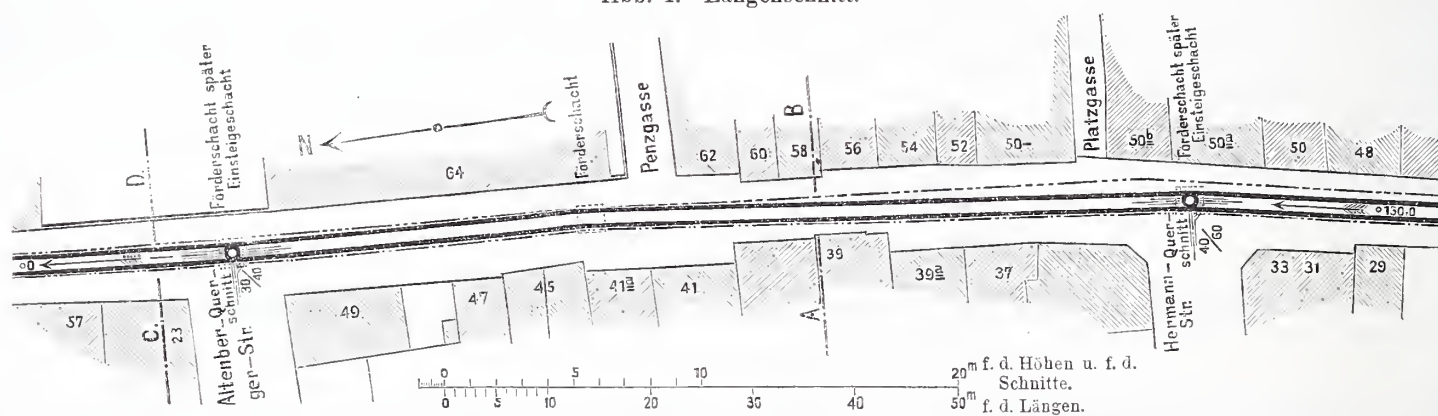 Abb. 1. Längenschnitt.
Förderschacht später
Einsteigeschacht
D
N
64
Förderschacht
Penzgasse
62
60
58
B
56
54
52
50
Platzgasse
50b
Förderschacht später
Einsteigeschacht
50a
50
48
0
130,0
57
C
23
Altenber-Quer-
schnitt
ger-Str.
30/40
49
47
45
41a
41
39
A
39a
37
Hermann-Quer-
schnitt
Str.
40/60
33
31
29
0 5 10 20m f. d. Höhen u. f. d.
Schnitte.
0 5 10 20 30 40 50m f. d. Längen.